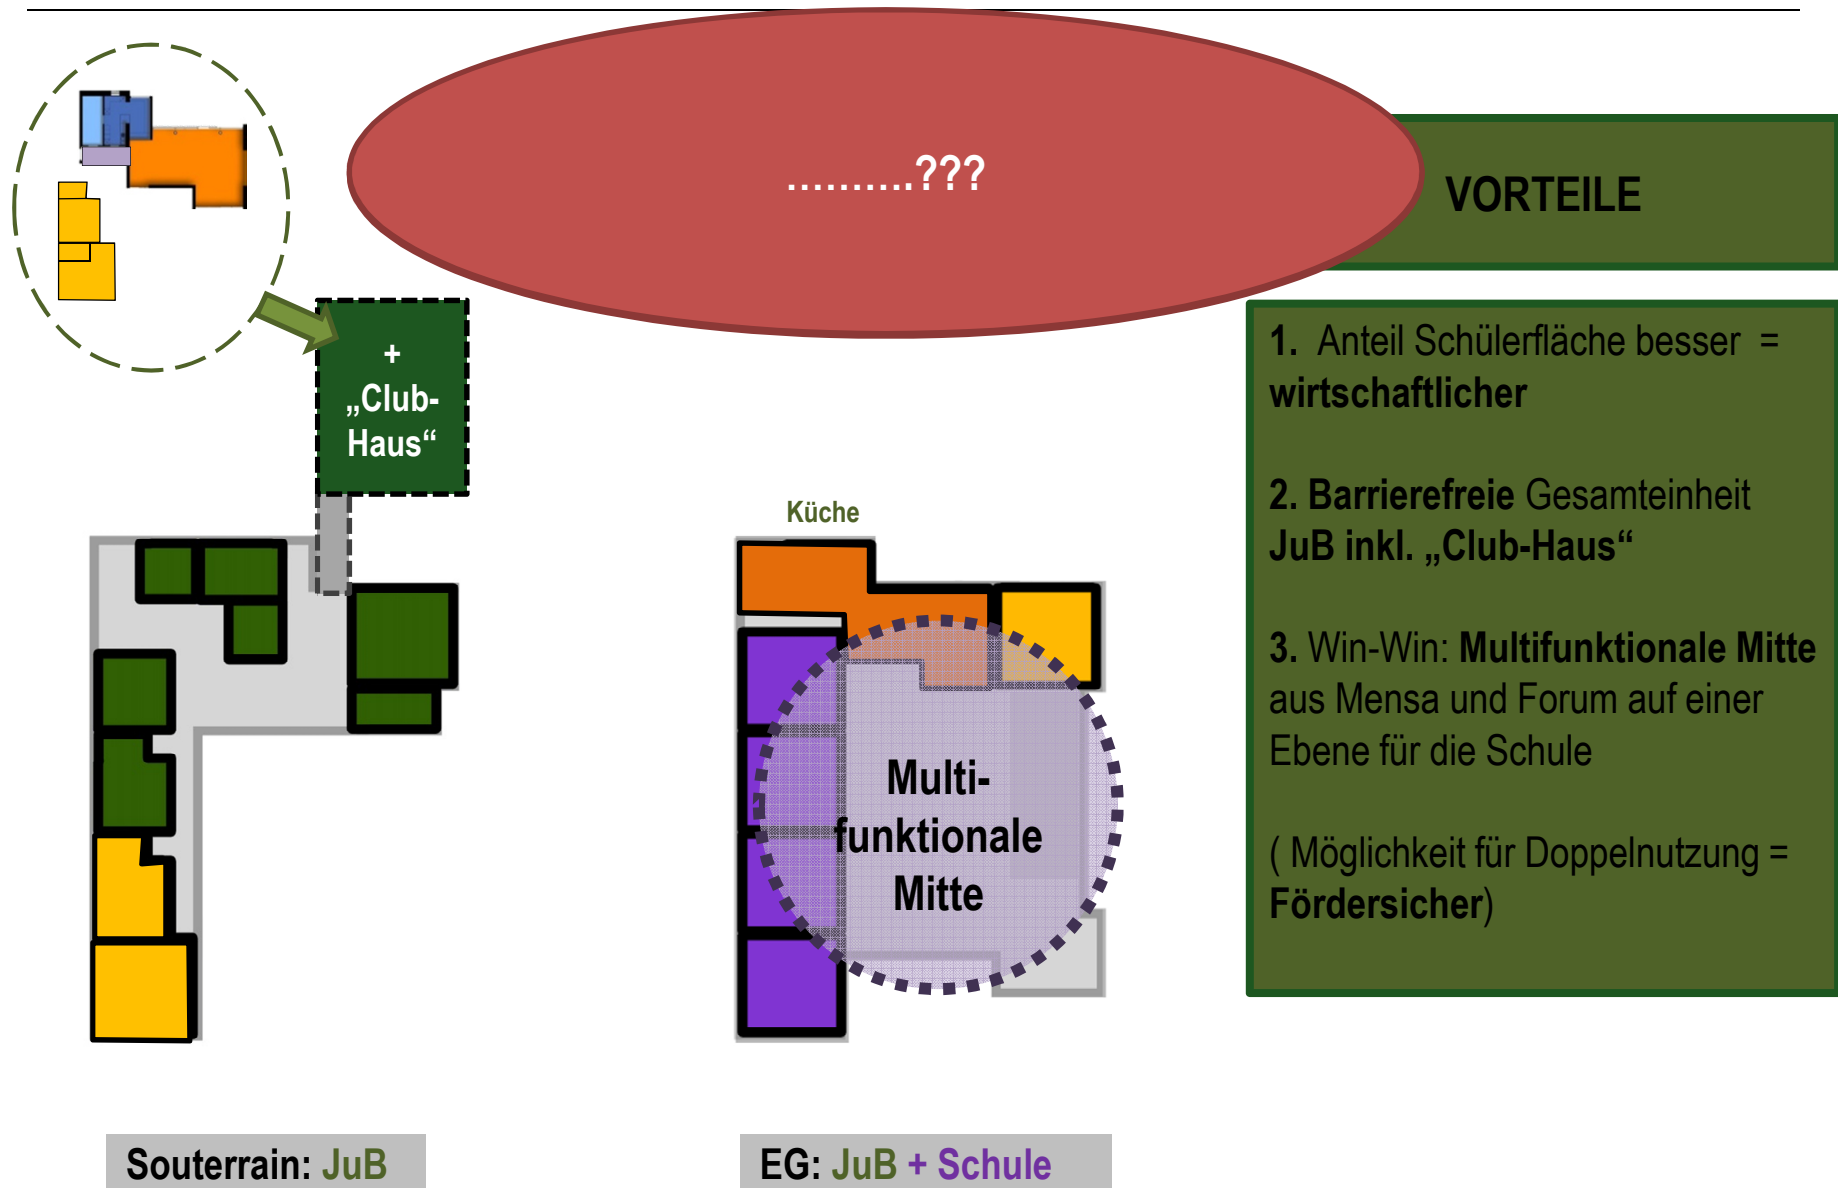 ..........???
VORTEILE
+
„Club-
Haus“
1. Anteil Schülerfläche besser =
wirtschaftlicher
2. Barrierefreie Gesamteinheit
JuB inkl. „Club-Haus“
3. Win-Win: Multifunktionale Mitte
aus Mensa und Forum auf einer
Ebene für die Schule
( Möglichkeit für Doppelnutzung =
Fördersicher)
Küche
Multi-
funktionale
Mitte
Souterrain: JuB
EG: JuB + Schule